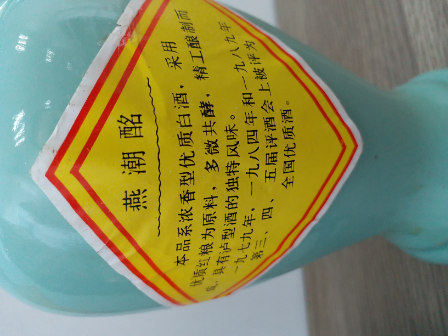 燕潮酩
本品系浓香型优质白酒，采用
优质红粮为原料，多微共酵，精工酿制而
成，具有泸型酒的独特风味。
一九七九年，一九八四年和一九八九年
第三、四、五届评酒会上被评为
全国优质酒。